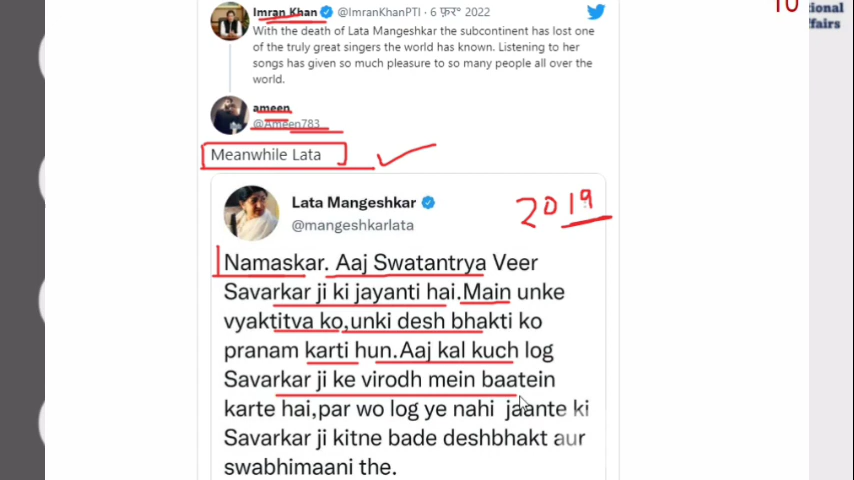 10
tional
ffairs
Imran Khan @ImranKhanPTI · 6 फ़र॰ 2022
With the death of Lata Mangeshkar the subcontinent has lost one
of the truly great singers the world has known. Listening to her
songs has given so much pleasure to so many people all over the
world.
ameen
@Ameen783
Meanwhile Lata
Lata Mangeshkar
@mangeshkarlata
2019
Namaskar. Aaj Swatantrya Veer
Savarkar ji ki jayanti hai.Main unke
vyaktitva ko,unki desh bhakti ko
pranam karti hun.Aaj kal kuch log
Savarkar ji ke virodh mein baatein
karte hai,par wo log ye nahi jaante ki
Savarkar ji kitne bade deshbhakt aur
swabhimaani the.